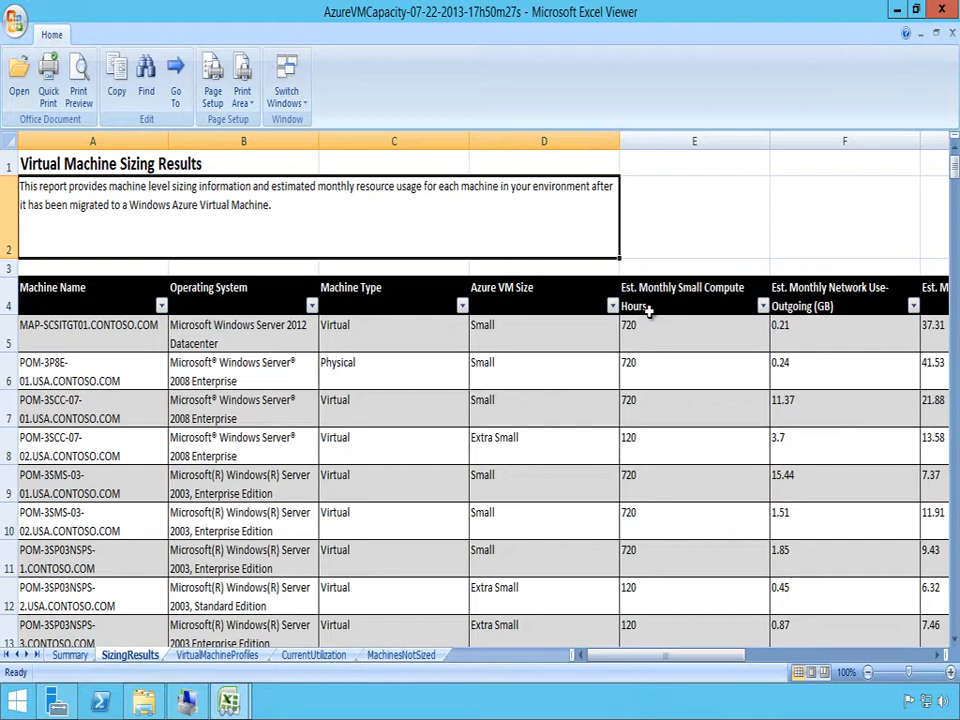 AzureVMCapacity-07-22-2013-17h50m27s - Microsoft Excel Viewer
Home
Open
Quick Print
Print Preview
Copy
Find
Go To
Page Setup
Print Area
Switch Windows
Office Document
Edit
Page Setup
Window
A B C D E F
1 Virtual Machine Sizing Results
This report provides machine level sizing information and estimated monthly resource usage for each machine in your environment after
it has been migrated to a Windows Azure Virtual Machine.
2
3
Machine Name Operating System Machine Type Azure VM Size Est. Monthly Small Compute Est. Monthly Network Use- Est. M
4 Hours Outgoing (GB)
MAP-SCSITGT01.CONTOSO.COM Microsoft Windows Server 2012 Virtual Small 720 0.21 37.31
5 Datacenter
POM-3P8E- Microsoft® Windows Server® Physical Small 720 0.24 41.53
6 01.USA.CONTOSO.COM 2008 Enterprise
POM-3SCC-07- Microsoft® Windows Server® Virtual Small 720 11.37 21.88
7 01.USA.CONTOSO.COM 2008 Enterprise
POM-3SCC-07- Microsoft® Windows Server® Virtual Extra Small 120 3.7 13.58
8 02.USA.CONTOSO.COM 2008 Enterprise
POM-3SMS-03- Microsoft(R) Windows(R) Server Virtual Small 720 15.44 7.37
9 01.USA.CONTOSO.COM 2003, Enterprise Edition
POM-3SMS-03- Microsoft(R) Windows(R) Server Virtual Small 720 1.51 11.91
10 02.USA.CONTOSO.COM 2003, Enterprise Edition
POM-3SP03NSPS- Microsoft(R) Windows(R) Server Virtual Small 720 1.85 9.43
11 1.CONTOSO.COM 2003, Enterprise Edition
POM-3SP03NSPS- Microsoft(R) Windows(R) Server Virtual Extra Small 120 0.45 6.32
12 2.USA.CONTOSO.COM 2003, Standard Edition
POM-3SP03NSPS- Microsoft(R) Windows(R) Server Virtual Extra Small 120 0.87 7.46
13 3.CONTOSO.COM 2003 Enterprise Edition
Summary SizingResults VirtualMachineProfiles CurrentUtilization MachinesNotSized
Ready 100%